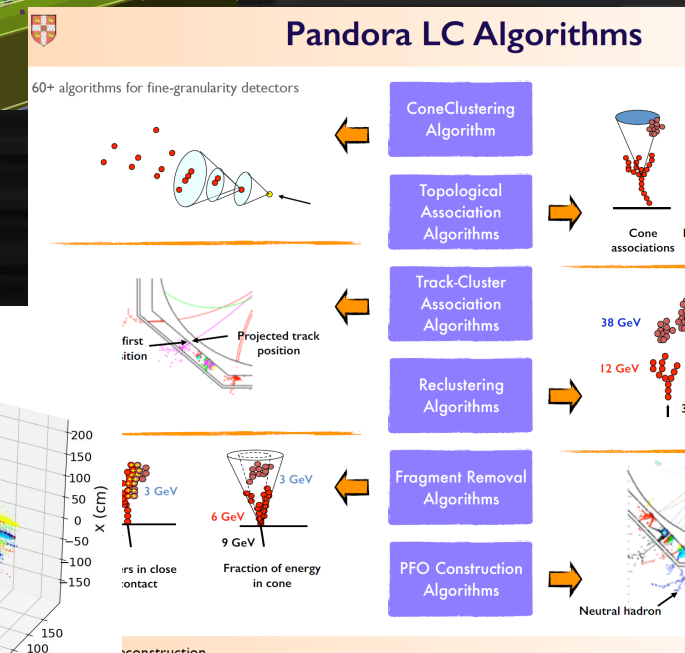 Pandora LC Algorithms
60+ algorithms for fine-granularity detectors
ConeClustering
Algorithm
Topological
Association
Algorithms
Cone
associations
Track-Cluster
Association
Algorithms
first
Projected track
position
38 GeV
12 GeV
Reclustering
Algorithms
3 GeV
6 GeV
9 GeV
3 GeV
in close
contact
Fraction of energy
in cone
Fragment Removal
Algorithms
PFO Construction
Algorithms
Neutral hadron
200
150
100
50
0
−50
−100
−150
x (cm)
150
100